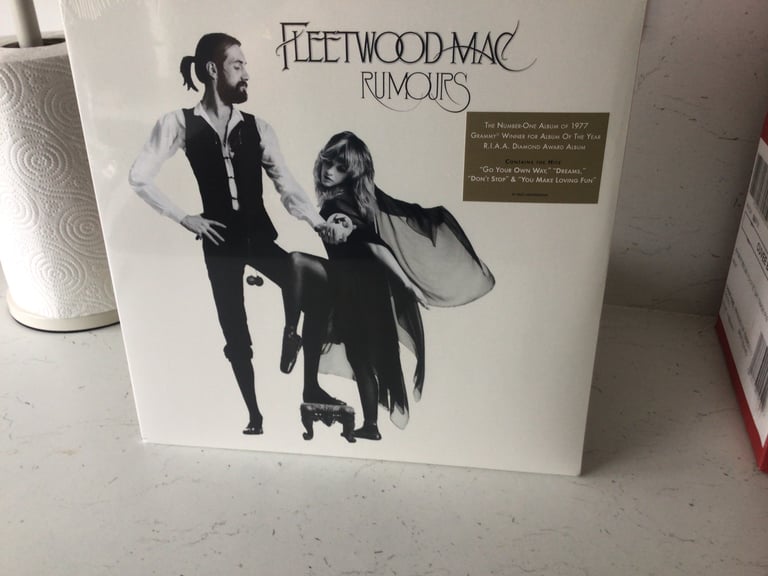 FLEETWOOD MAC
RUMOURS
THE NUMBER-ONE ALBUM OF 1977
GRAMMY® WINNER FOR ALBUM OF THE YEAR
R.I.A.A. DIAMOND AWARD ALBUM
CONTAINS THE HITS
"GO YOUR OWN WAY," "DREAMS,"
"DON'T STOP" & "YOU MAKE LOVING FUN"